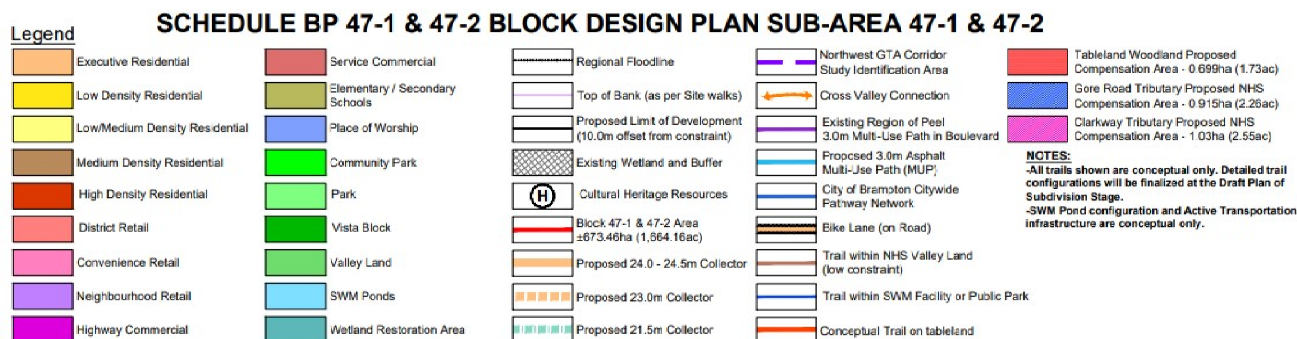 SCHEDULE BP 47-1 & 47-2 BLOCK DESIGN PLAN SUB-AREA 47-1 & 47-2
Legend
Executive Residential
Low Density Residential
Low/Medium Density Residential
Medium Density Residential
High Density Residential
District Retail
Convenience Retail
Neighbourhood Retail
Highway Commercial
Service Commercial
Elementary / Secondary
Schools
Place of Worship
Community Park
Park
Vista Block
Valley Land
SWM Ponds
Wetland Restoration Area
Regional Floodline
Top of Bank (as per Site walks)
Proposed Limit of Development
(10.0m offset from constraint)
Existing Wetland and Buffer
H
Cultural Heritage Resources
Block 47-1 & 47-2 Area
±673.46ha (1,664.16ac)
Proposed 24.0 - 24.5m Collector
Proposed 23.0m Collector
Proposed 21.5m Collector
Northwest GTA Corridor
Study Identification Area
Cross Valley Connection
Existing Region of Peel
3.0m Multi-Use Path in Boulevard
Proposed 3.0m Asphalt
Multi-Use Path (MUP)
City of Brampton Citywide
Pathway Network
Bike Lane (on Road)
Trail within NHS Valley Land
(low constraint)
Trail within SWM Facility or Public Park
Conceptual Trail on tableland
Tableland Woodland Proposed
Compensation Area - 0.699ha (1.73ac)
Gore Road Tributary Proposed NHS
Compensation Area - 0.915ha (2.26ac)
Clarkway Tributary Proposed NHS
Compensation Area - 1.03ha (2.55ac)
NOTES:
-All trails shown are conceptual only. Detailed trail
configurations will be finalized at the Draft Plan of
Subdivision Stage.
-SWM Pond configuration and Active Transportation
infrastructure are conceptual only.